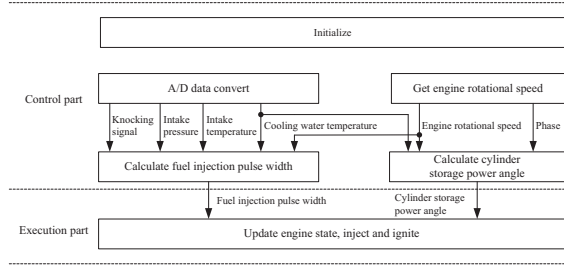 Initialize
Control part
A/D data convert
Get engine rotational speed
Knocking
signal
Intake
pressure
Intake
temperature
Cooling water temperature
Engine rotational speed
Phase
Calculate fuel injection pulse width
Calculate cylinder
storage power angle
Fuel injection pulse width
Cylinder storage
power angle
Execution part
Update engine state, inject and ignite